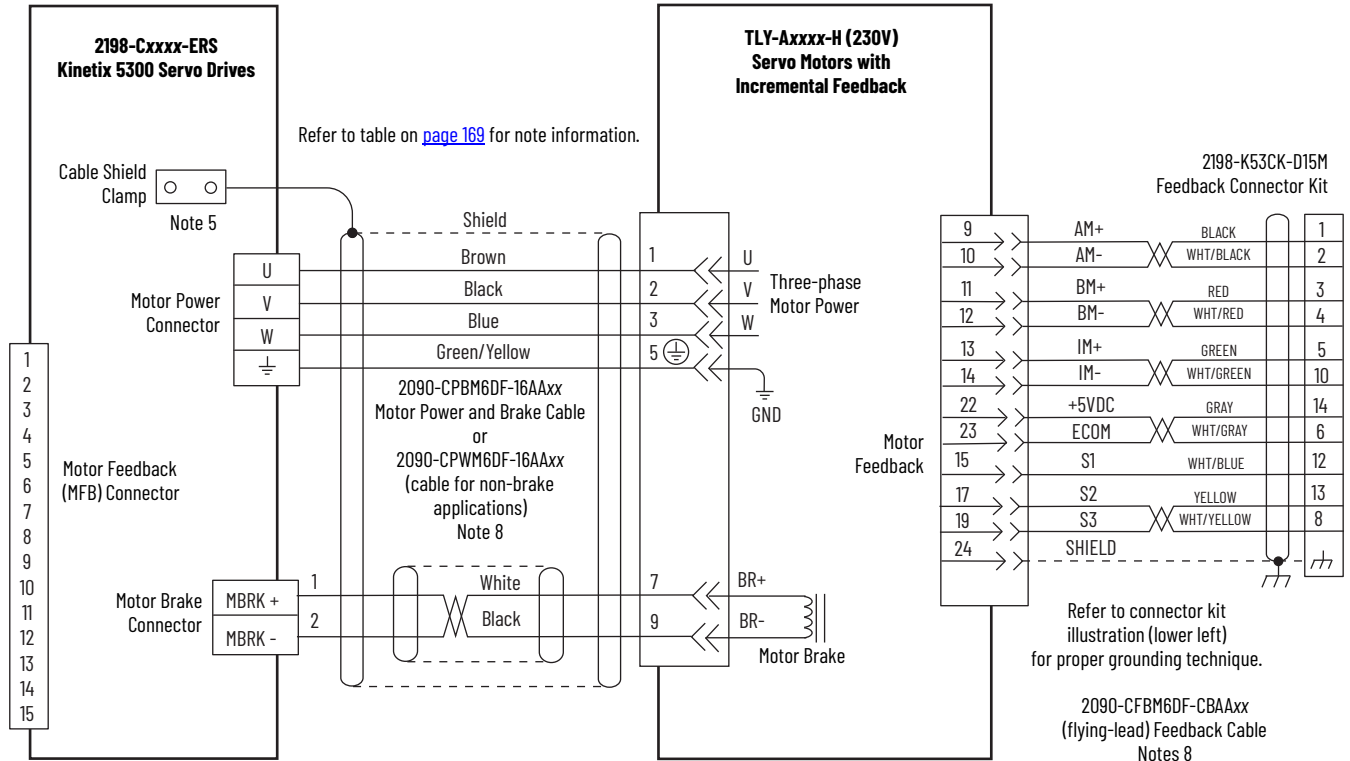 2198-Cxxxx-ERS
Kinetix 5300 Servo Drives
TLY-Axxxx-H (230V)
Servo Motors with
Incremental Feedback
Refer to table on page 169 for note information.
Cable Shield
Clamp
Note 5
2198-K53CK-D15M
Feedback Connector Kit
Shield
Motor Power
Connector
U Brown 1 U
V Black 2 V
W Blue 3 W
Green/Yellow 5
Three-phase
Motor Power
GND
2090-CPBM6DF-16AAxx
Motor Power and Brake Cable
or
2090-CPWM6DF-16AAxx
(cable for non-brake
applications)
Note 8
1
2
3
4
5
6
7
8
9
10
11
12
13
14
15
Motor Feedback
(MFB) Connector
Motor Brake
Connector
MBRK + 1 White 7 BR+
MBRK - 2 Black 9 BR-
Motor Brake
Motor
Feedback
9 AM+ BLACK 1
10 AM- WHT/BLACK 2
11 BM+ RED 3
12 BM- WHT/RED 4
13 IM+ GREEN 5
14 IM- WHT/GREEN 10
22 +5VDC GRAY 14
23 ECOM WHT/GRAY 6
15 S1 WHT/BLUE 12
17 S2 YELLOW 13
19 S3 WHT/YELLOW 8
24 SHIELD
Refer to connector kit
illustration (lower left)
for proper grounding technique.
2090-CFBM6DF-CBAAxx
(flying-lead) Feedback Cable
Notes 8